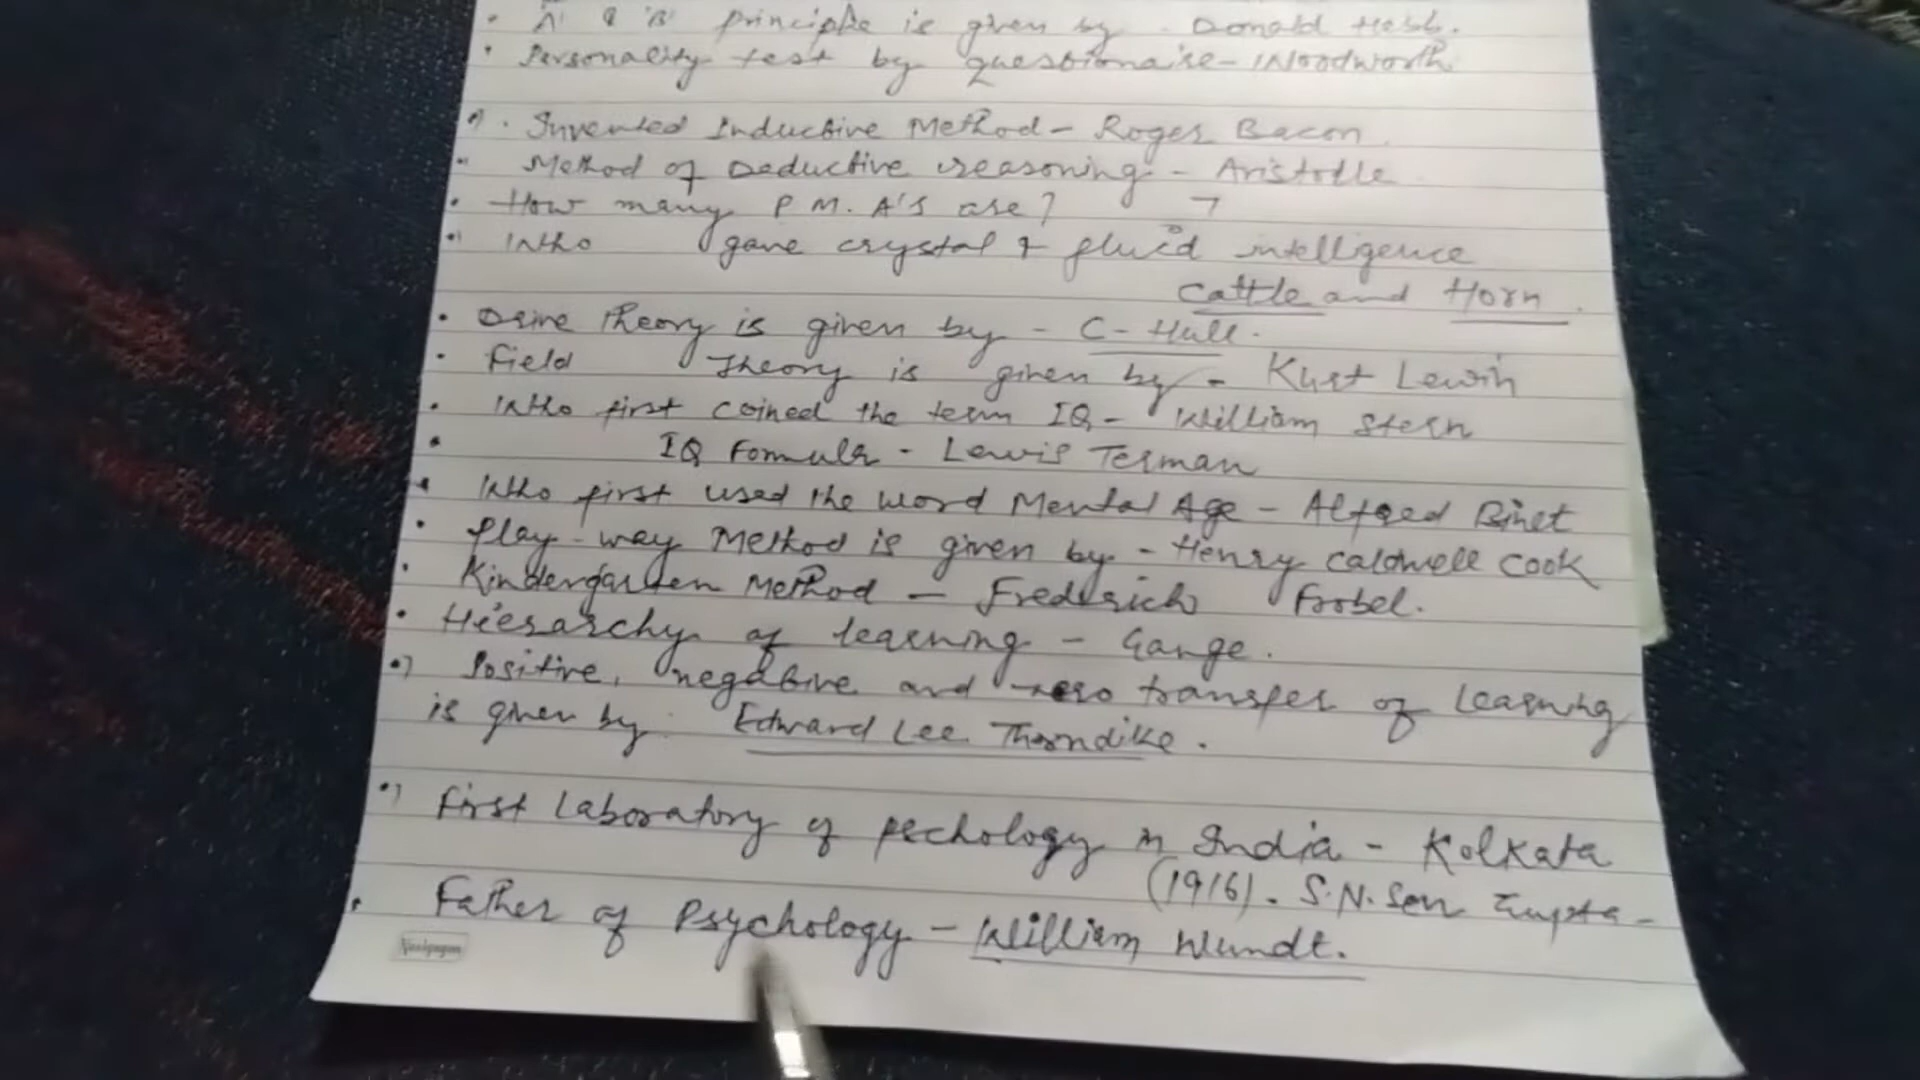 • 'A' & 'B' principle is given by . Donald Hebb.
• Personality test by questionaire - Woodworth
•) . Invented Inductive Method - Roger Bacon.
•) Method of Deductive reasoning - Aristotle
• How many P.M.A'S are? 7
•) Who gave crystal & fluid intelligence
Cattle and Horn.
• Drive theory is given by - C-Hull.
• Field Theory is given by - Kurt Lewin
• Who first coined the term IQ - William Stern
• IQ Formula - Lewis Terman
• Who first used the word Mental Age - Alfred Binet
• Play-way Method is given by - Henry Caldwell Cook
• Kindergarten Method - Frederich Frobel.
• Hierarchy of learning - Gange.
•) Positive, negative and zero transfer of Learning
is given by Edward Lee Thorndike.
•) First Laboratory of pschology in India - Kolkata
(1916). S.N. Sen Gupta -
• Father of Psychology - William Wundt.